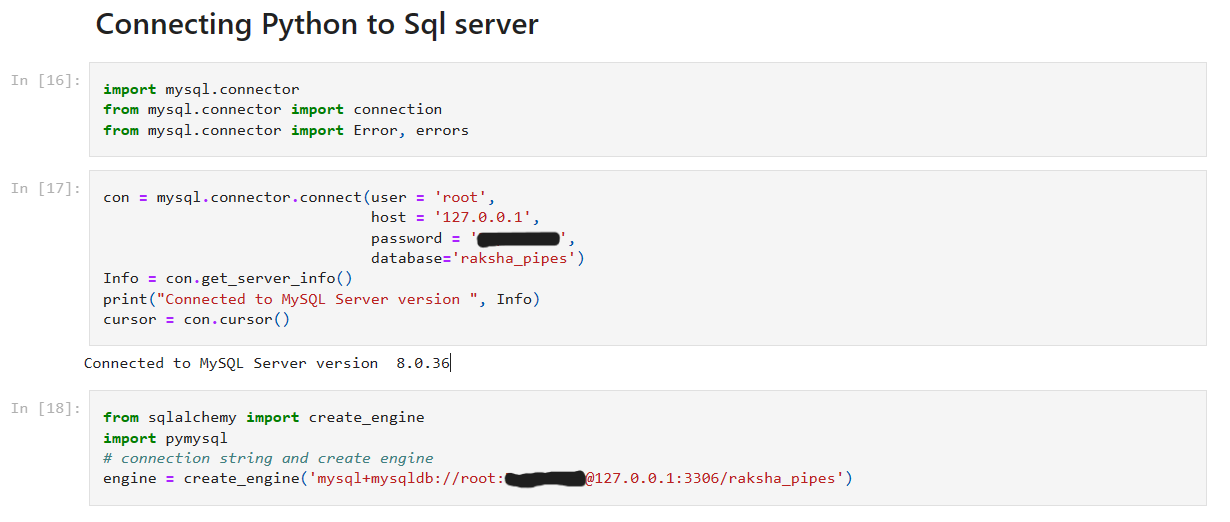 Connecting Python to Sql server
In [16]:
import mysql.connector
from mysql.connector import connection
from mysql.connector import Error, errors
In [17]:
con = mysql.connector.connect(user = 'root',
host = '127.0.0.1',
password = '',
database='raksha_pipes')
Info = con.get_server_info()
print("Connected to MySQL Server version ", Info)
cursor = con.cursor()
Connected to MySQL Server version  8.0.36
In [18]:
from sqlalchemy import create_engine
import pymysql
# connection string and create engine
engine = create_engine('mysql+mysqldb://root:@127.0.0.1:3306/raksha_pipes')